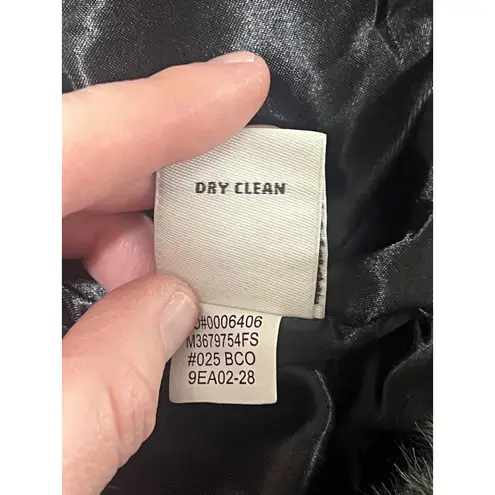 DRY CLEAN
#0006406
M3679754FS
#025 BCO
9EA02-28